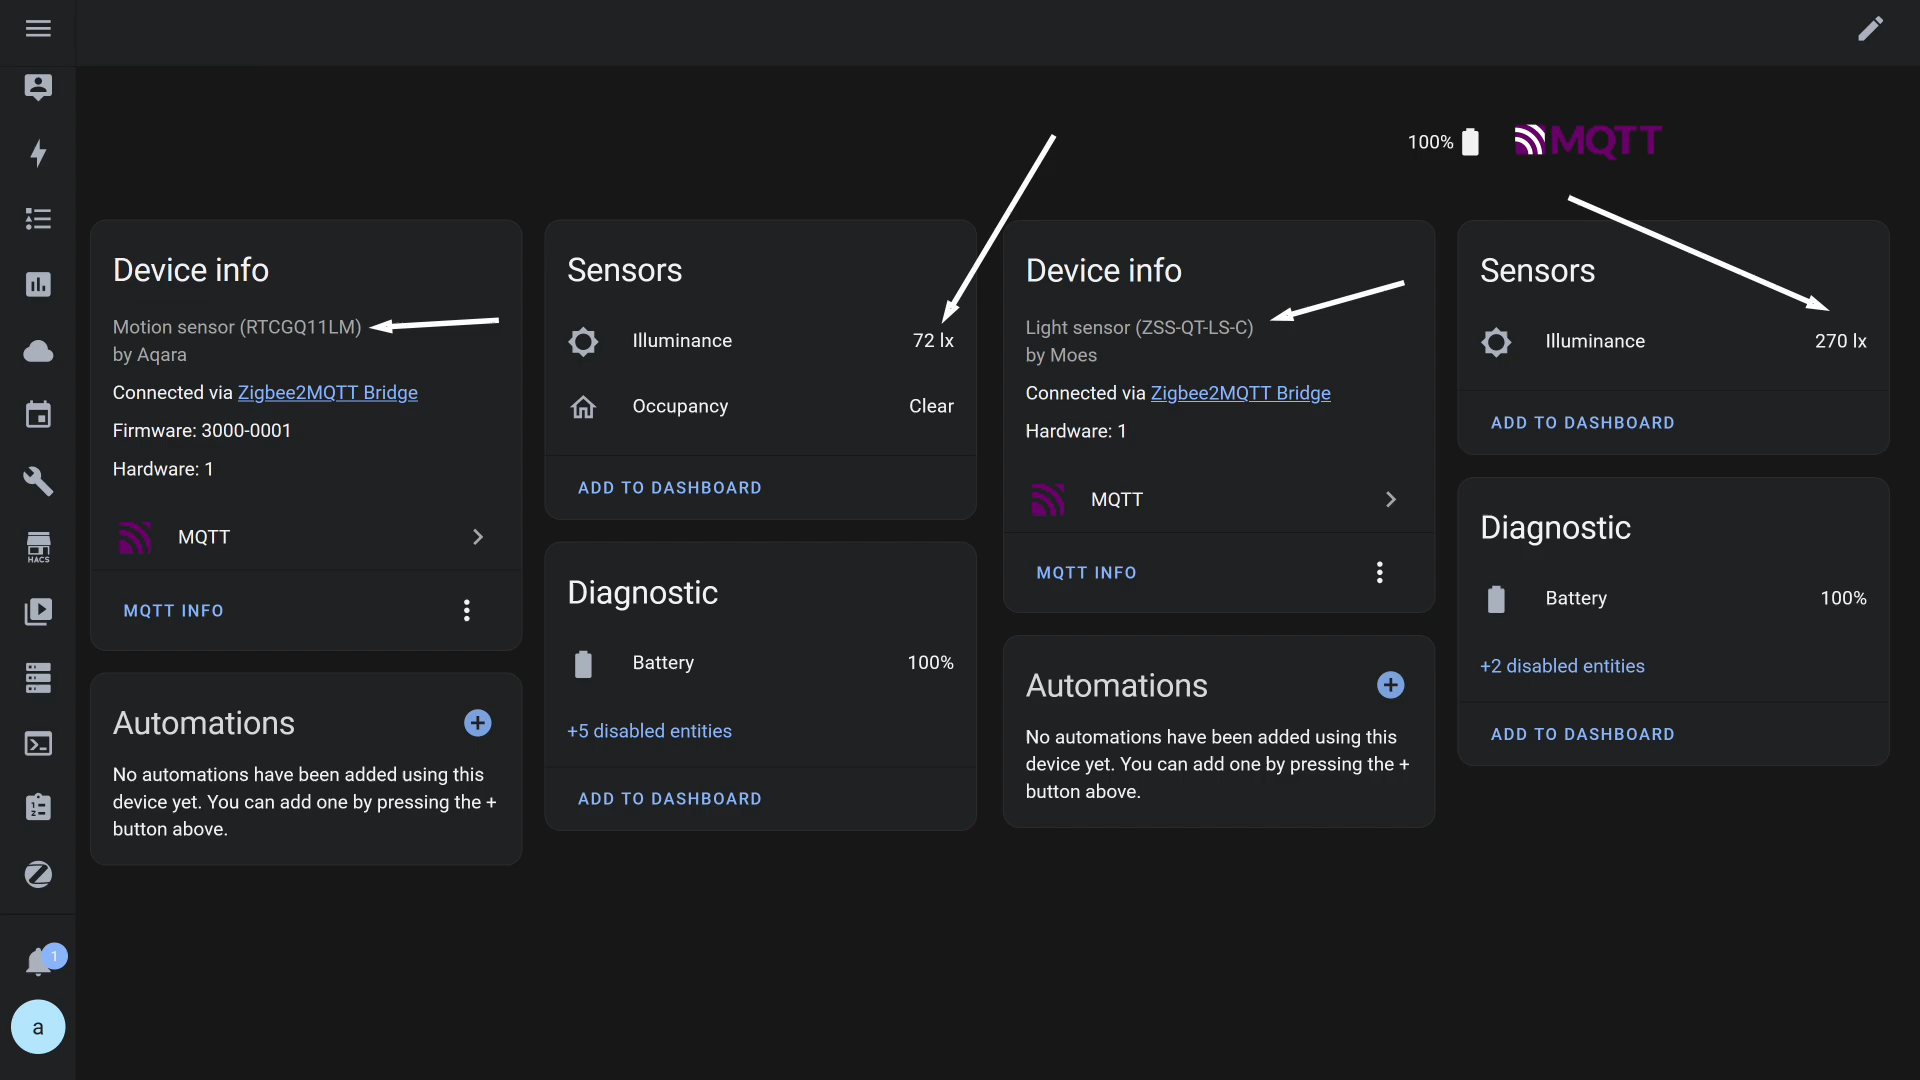 100%
MQTT
Device info
Motion sensor (RTCGQ11LM)
by Aqara
Connected via Zigbee2MQTT Bridge
Firmware: 3000-0001
Hardware: 1
MQTT
MQTT INFO
Automations
No automations have been added using this
device yet. You can add one by pressing the +
button above.
Sensors
Illuminance 72 lx
Occupancy Clear
ADD TO DASHBOARD
Diagnostic
Battery 100%
+5 disabled entities
ADD TO DASHBOARD
Device info
Light sensor (ZSS-QT-LS-C)
by Moes
Connected via Zigbee2MQTT Bridge
Hardware: 1
MQTT
MQTT INFO
Automations
No automations have been added using this
device yet. You can add one by pressing the +
button above.
Sensors
Illuminance 270 lx
ADD TO DASHBOARD
Diagnostic
Battery 100%
+2 disabled entities
ADD TO DASHBOARD
HACS
1
a